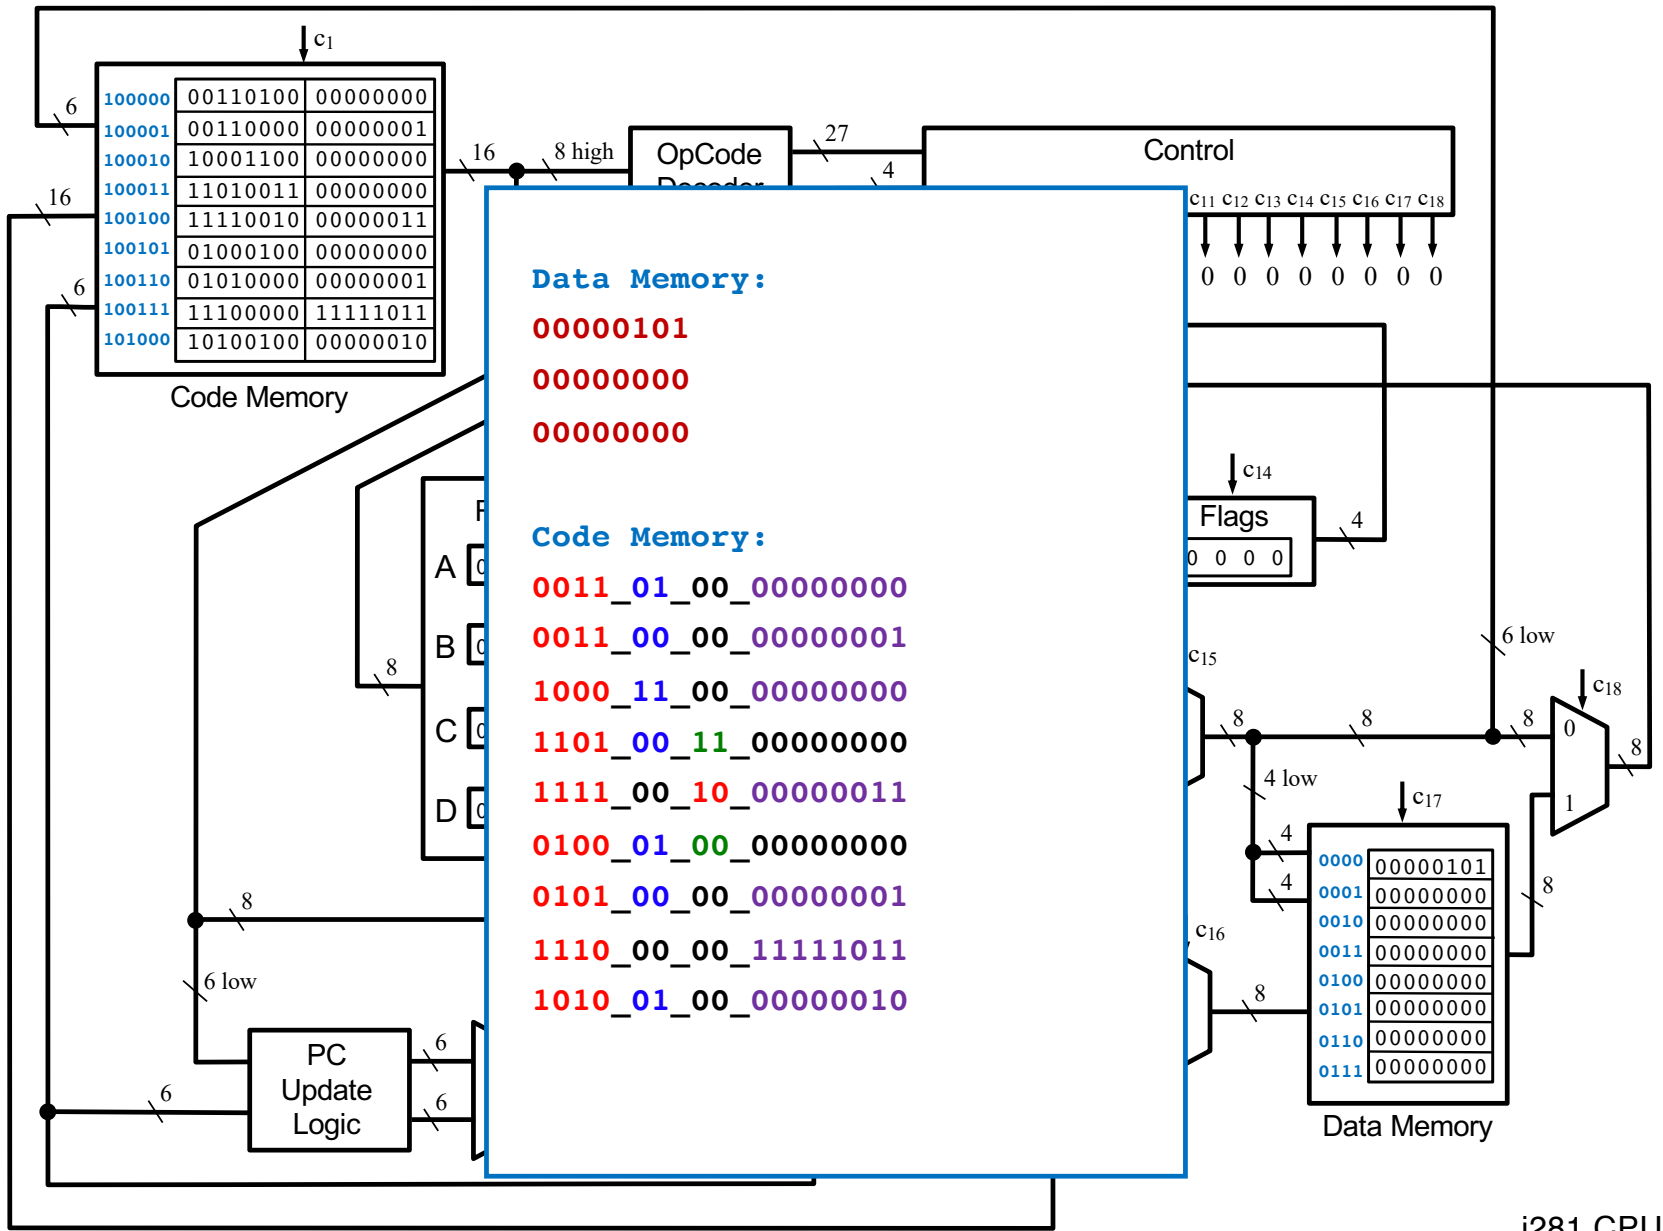 c1
6
100000 00110100 00000000
100001 00110000 00000001
100010 10001100 00000000
100011 11010011 00000000
100100 11110010 00000011
100101 01000100 00000000
100110 01010000 00000001
100111 11100000 11111011
101000 10100100 00000010
16
6
Code Memory
16
8 high
OpCode
27
4
Control
c11 c12 c13 c14 c15 c16 c17 c18
0 0 0 0 0 0 0 0
Data Memory:
00000101
00000000
00000000
Code Memory:
0011_01_00_00000000
0011_00_00_00000001
1000_11_00_00000000
1101_00_11_00000000
1111_00_10_00000011
0100_01_00_00000000
0101_00_00_00000001
1110_00_00_11111011
1010_01_00_00000010
A
B
C
D
8
8
6 low
PC
Update
Logic
6
6
6
c14
Flags
0 0 0 0
4
c15
8
8
6 low
8
c18
0
1
8
4 low
4
4
c17
c16
8
0000 00000101
0001 00000000
0010 00000000
0011 00000000
0100 00000000
0101 00000000
0110 00000000
0111 00000000
8
Data Memory
i281 CPU